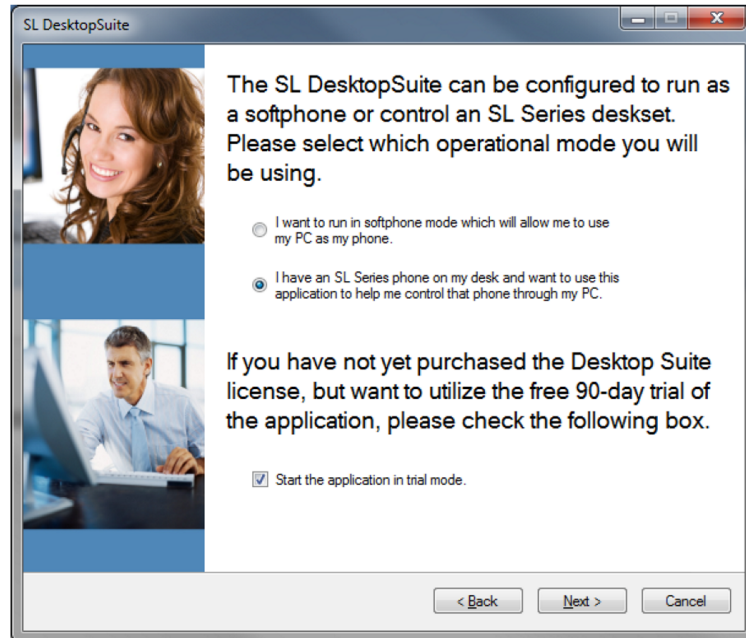 SL DesktopSuite
The SL DesktopSuite can be configured to run as
a softphone or control an SL Series deskset.
Please select which operational mode you will
be using.
I want to run in softphone mode which will allow me to use
my PC as my phone.
I have an SL Series phone on my desk and want to use this
application to help me control that phone through my PC.
If you have not yet purchased the Desktop Suite
license, but want to utilize the free 90-day trial of
the application, please check the following box.
Start the application in trial mode.
< Back Next > Cancel